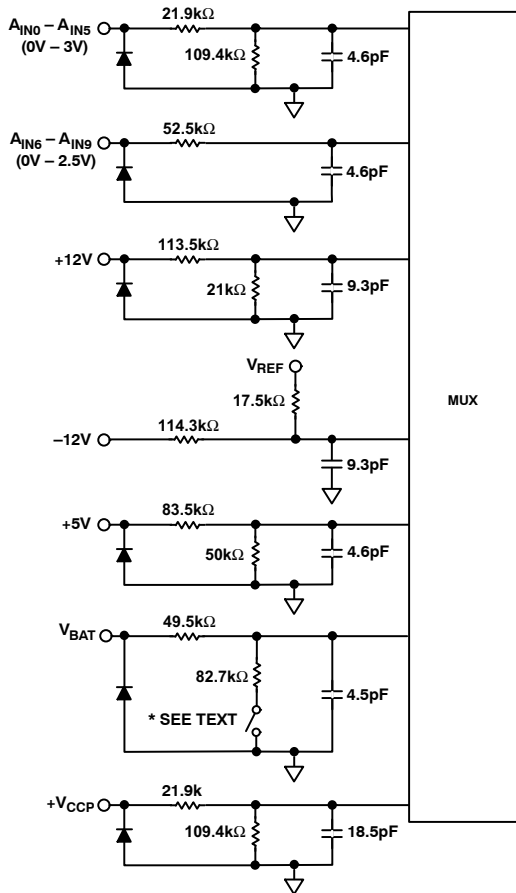 A_IN0 – A_IN5
(0V – 3V)
21.9kΩ
109.4kΩ
4.6pF
A_IN6 – A_IN9
(0V – 2.5V)
52.5kΩ
4.6pF
+12V
113.5kΩ
21kΩ
9.3pF
V_REF
17.5kΩ
MUX
–12V
114.3kΩ
9.3pF
+5V
83.5kΩ
50kΩ
4.6pF
V_BAT
49.5kΩ
82.7kΩ
4.5pF
* SEE TEXT
+V_CCP
21.9k
109.4kΩ
18.5pF